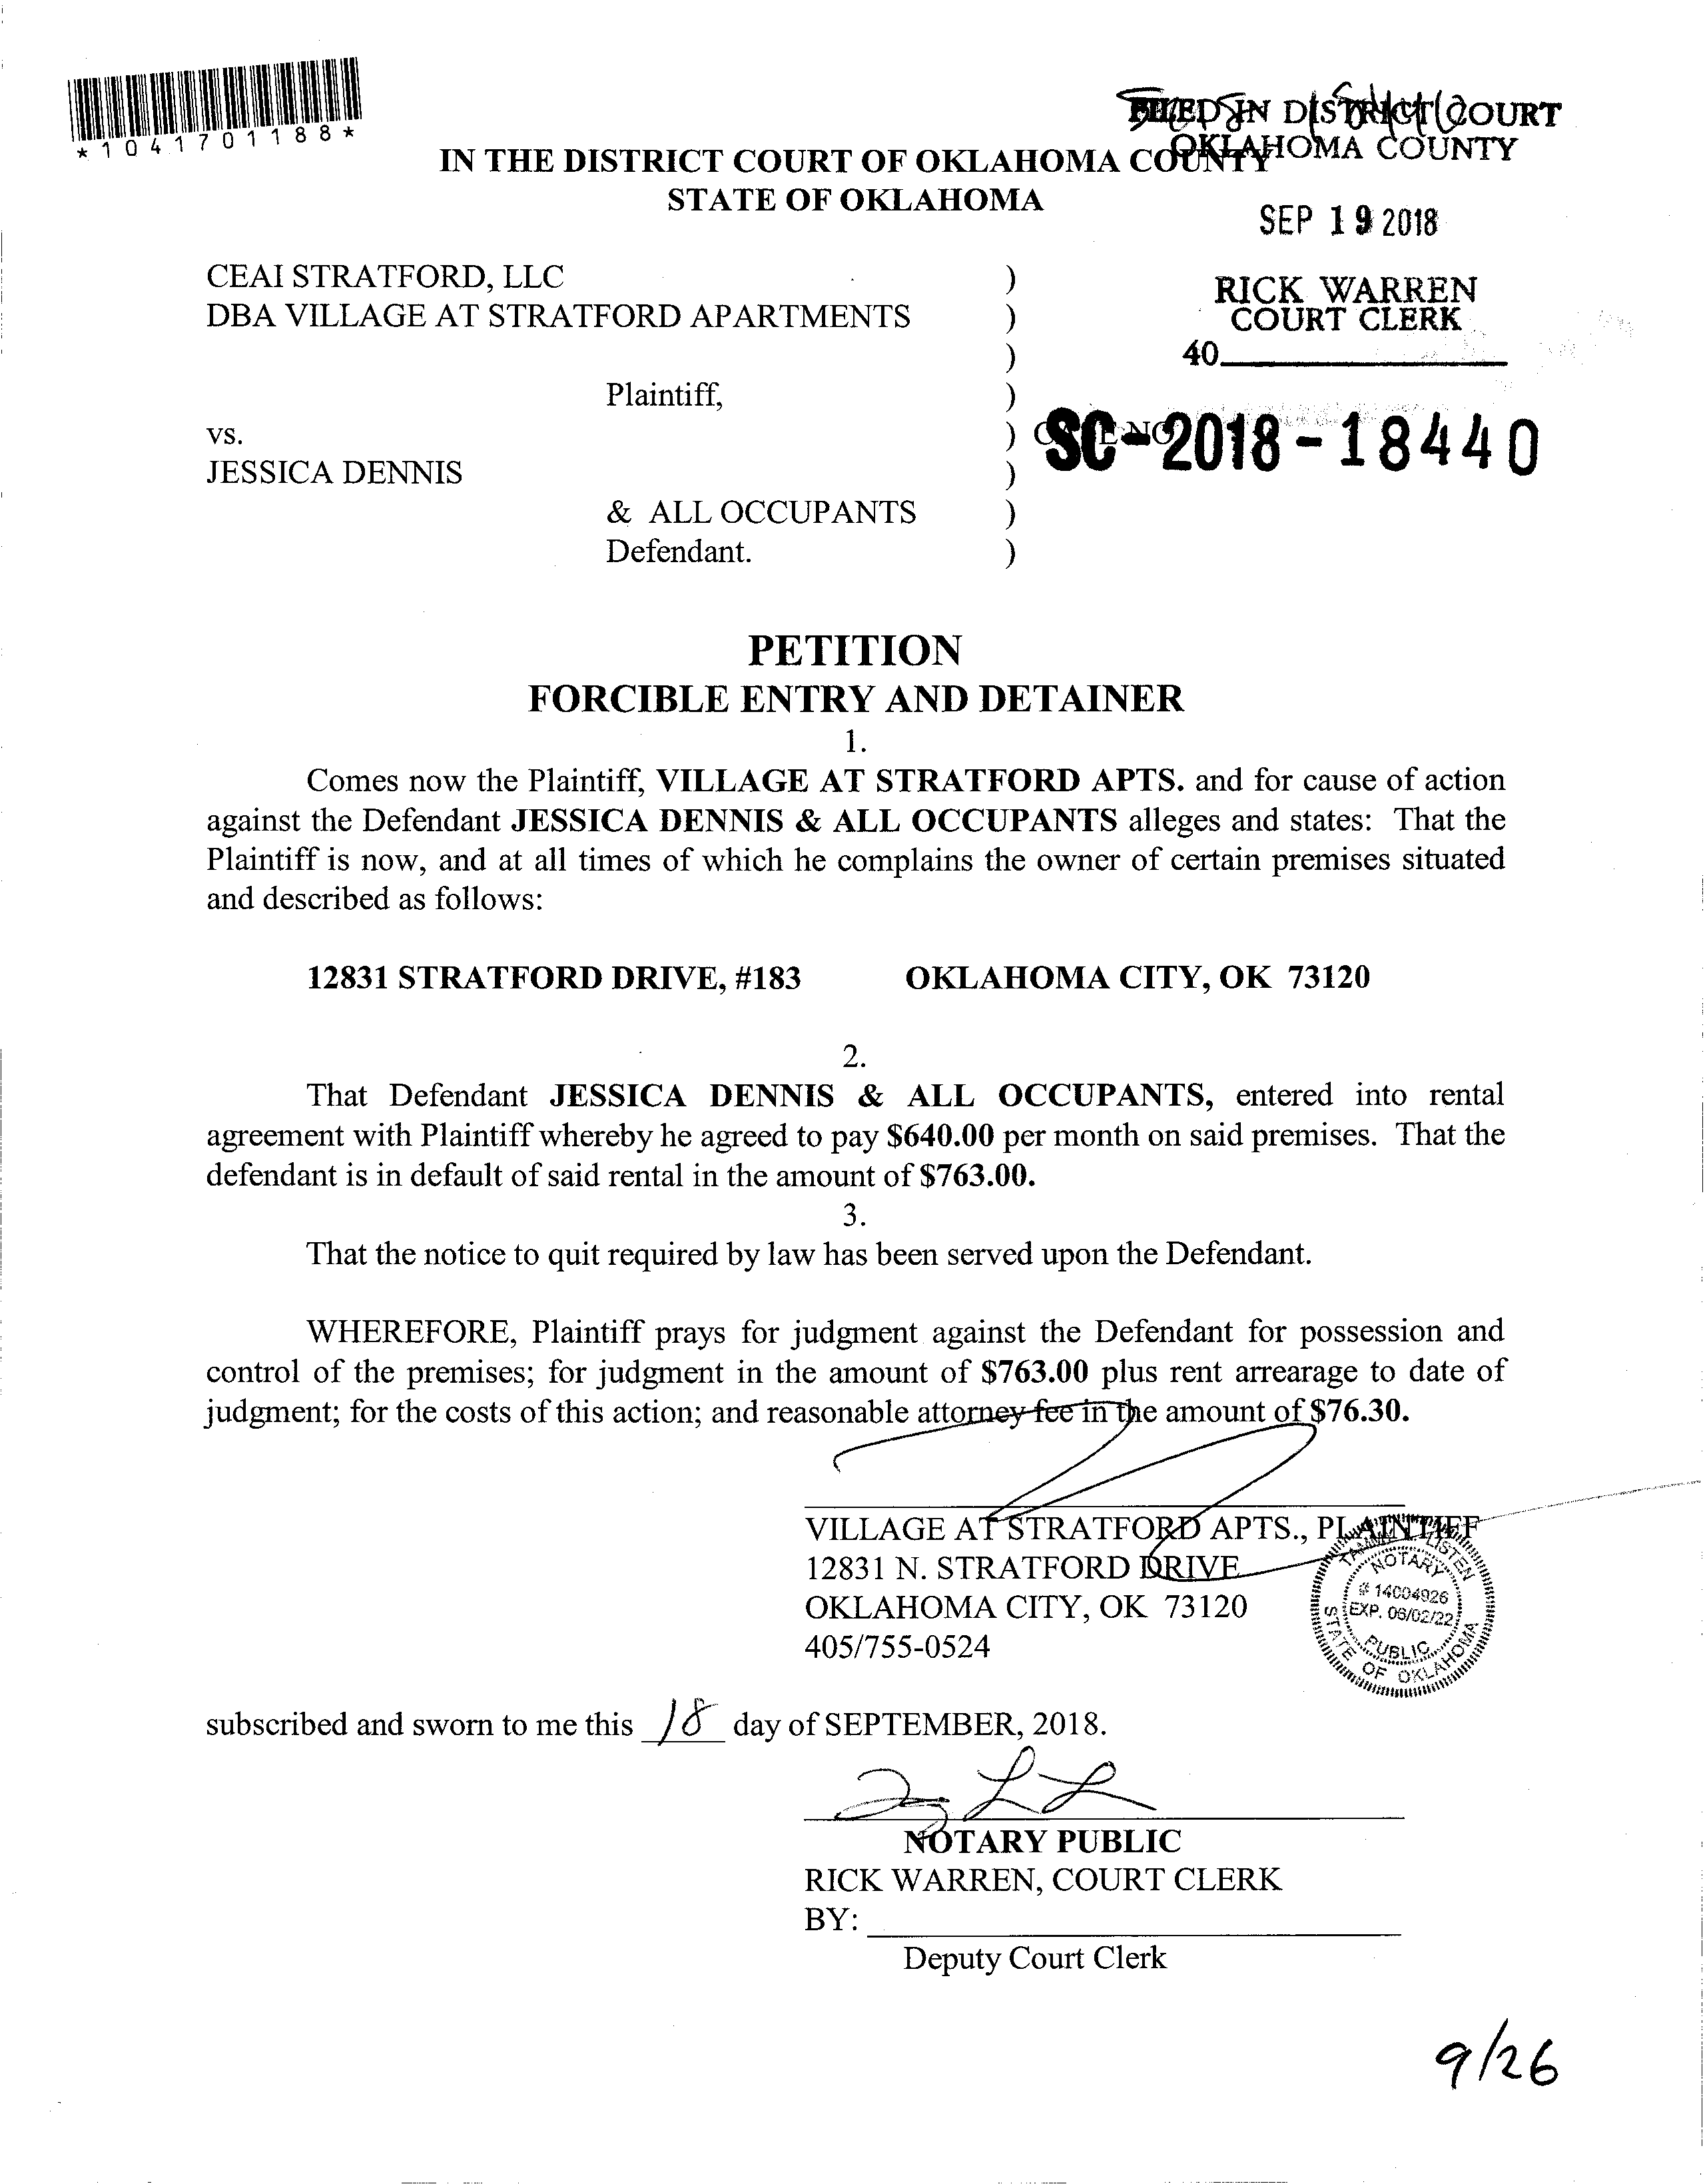 *1041701188*
FILED IN DISTRICT COURT
OKLAHOMA COUNTY
IN THE DISTRICT COURT OF OKLAHOMA COUNTY
STATE OF OKLAHOMA
SEP 19 2018
CEAI STRATFORD, LLC )
DBA VILLAGE AT STRATFORD APARTMENTS )
RICK WARREN
COURT CLERK
)
40
Plaintiff, )
vs. ) CASE NO
SC-2018-18440
JESSICA DENNIS )
& ALL OCCUPANTS )
Defendant. )
PETITION
FORCIBLE ENTRY AND DETAINER
1.
Comes now the Plaintiff, VILLAGE AT STRATFORD APTS. and for cause of action
against the Defendant JESSICA DENNIS & ALL OCCUPANTS alleges and states: That the
Plaintiff is now, and at all times of which he complains the owner of certain premises situated
and described as follows:
12831 STRATFORD DRIVE, #183 OKLAHOMA CITY, OK 73120
2.
That Defendant JESSICA DENNIS & ALL OCCUPANTS, entered into rental
agreement with Plaintiff whereby he agreed to pay $640.00 per month on said premises. That the
defendant is in default of said rental in the amount of $763.00.
3.
That the notice to quit required by law has been served upon the Defendant.
WHEREFORE, Plaintiff prays for judgment against the Defendant for possession and
control of the premises; for judgment in the amount of $763.00 plus rent arrearage to date of
judgment; for the costs of this action; and reasonable attorney fee in the amount of $76.30.
VILLAGE AT STRATFORD APTS., PLAINTIFF
12831 N. STRATFORD DRIVE
OKLAHOMA CITY, OK 73120
405/755-0524
LISTEN
NOTARY
# 14004926
EXP. 06/02/22
PUBLIC
STATE OF OKLAHOMA
subscribed and sworn to me this 18 day of SEPTEMBER, 2018.
NOTARY PUBLIC
RICK WARREN, COURT CLERK
BY:
Deputy Court Clerk
9/26